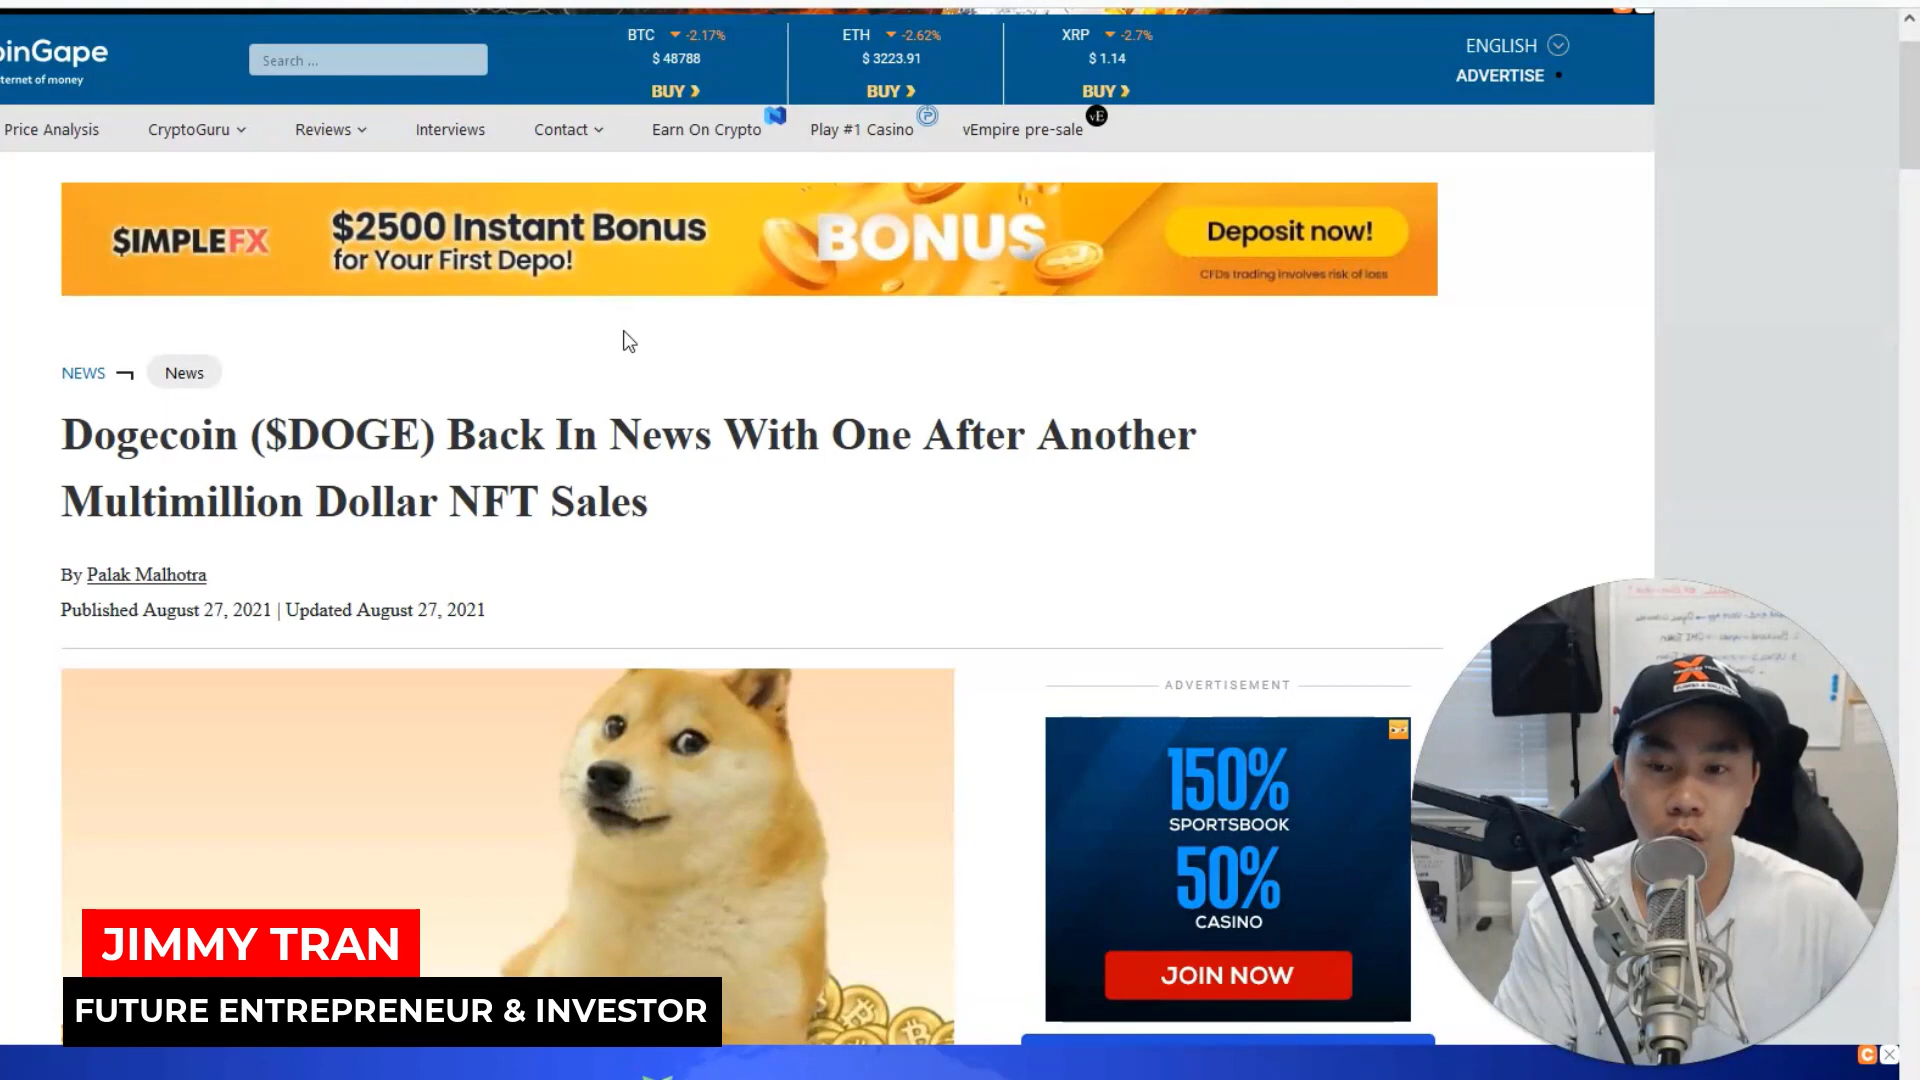 oinGape
ternet of money
Search ...
BTC -2.17%
$ 48788
BUY
ETH -2.62%
$ 3223.91
BUY
XRP -2.7%
$ 1.14
BUY
ENGLISH
ADVERTISE
Price Analysis
CryptoGuru
Reviews
Interviews
Contact
Earn On Crypto
Play #1 Casino
vEmpire pre-sale
vE
$IMPLEFX
$2500 Instant Bonus
for Your First Depo!
BONUS
Deposit now!
CFDs trading involves risk of loss
NEWS
News
Dogecoin ($DOGE) Back In News With One After Another
Multimillion Dollar NFT Sales
By Palak Malhotra
Published August 27, 2021 | Updated August 27, 2021
ADVERTISEMENT
150%
SPORTSBOOK
50%
CASINO
JOIN NOW
JIMMY TRAN
FUTURE ENTREPRENEUR & INVESTOR